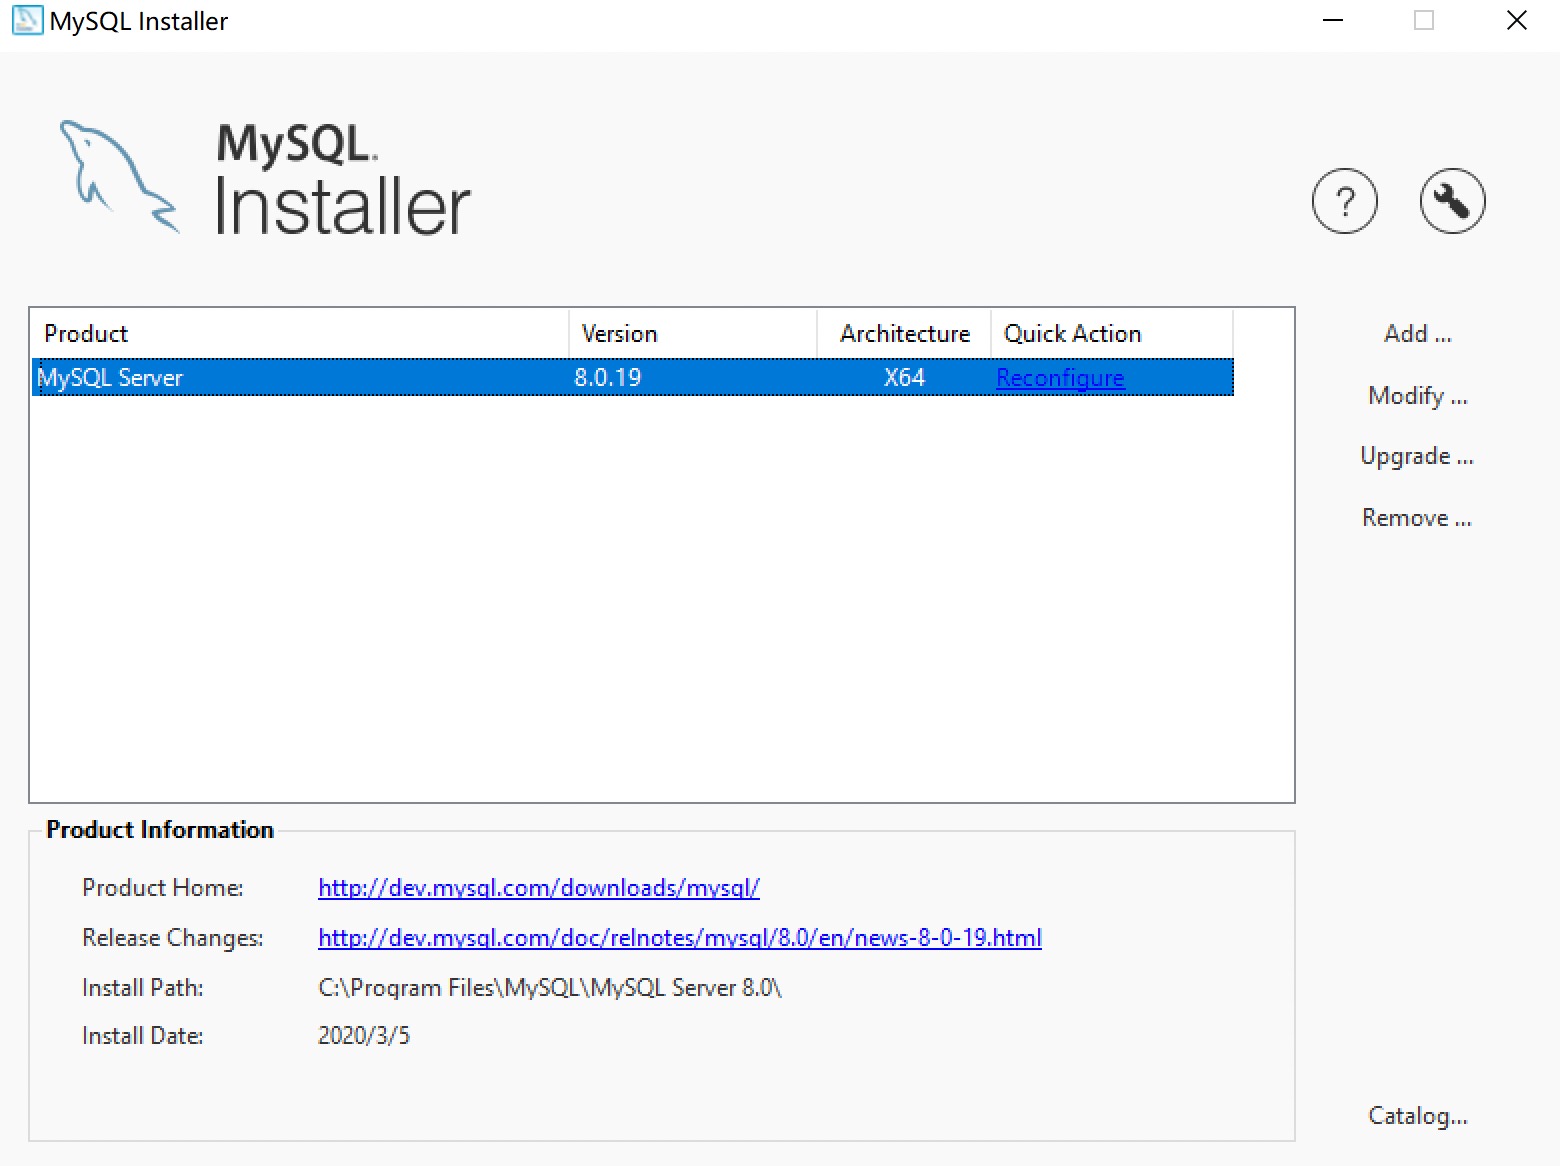 MySQL Installer
MySQL®
Installer
?
Product Version Architecture Quick Action
MySQL Server 8.0.19 X64 Reconfigure
Add ...
Modify ...
Upgrade ...
Remove ...
Product Information
Product Home: http://dev.mysql.com/downloads/mysql/
Release Changes: http://dev.mysql.com/doc/relnotes/mysql/8.0/en/news-8-0-19.html
Install Path: C:\Program Files\MySQL\MySQL Server 8.0\
Install Date: 2020/3/5
Catalog...